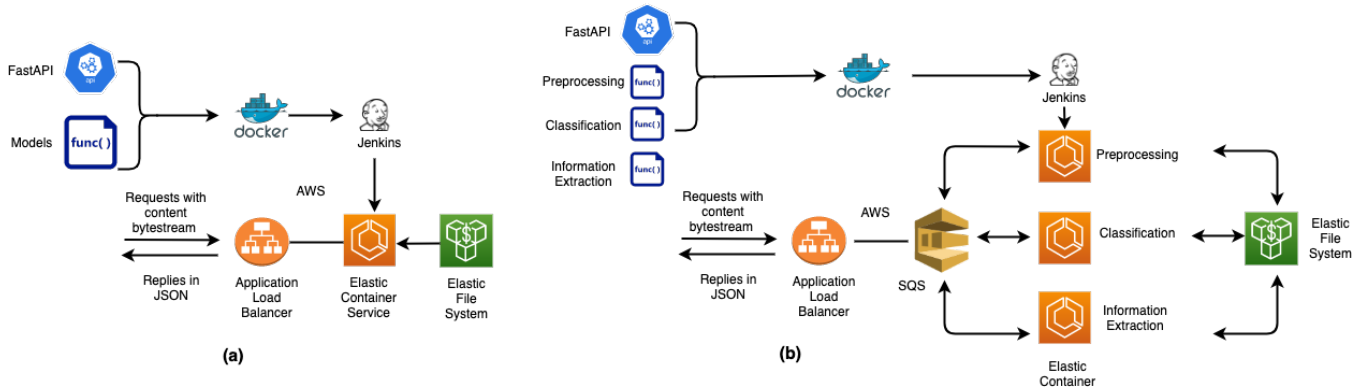 FastAPI
api
Models
func( )
docker
Jenkins
AWS
Requests with
content
bytestream
Replies in
JSON
Application
Load
Balancer
Elastic
Container
Service
$
Elastic
File
System
(a)
FastAPI
api
Preprocessing
func( )
Classification
func( )
Information
Extraction
func( )
docker
Jenkins
Preprocessing
Requests with
content
bytestream
Replies in
JSON
AWS
Application
Load
Balancer
SQS
Classification
Information
Extraction
$
Elastic
File
System
Elastic
Container
(b)